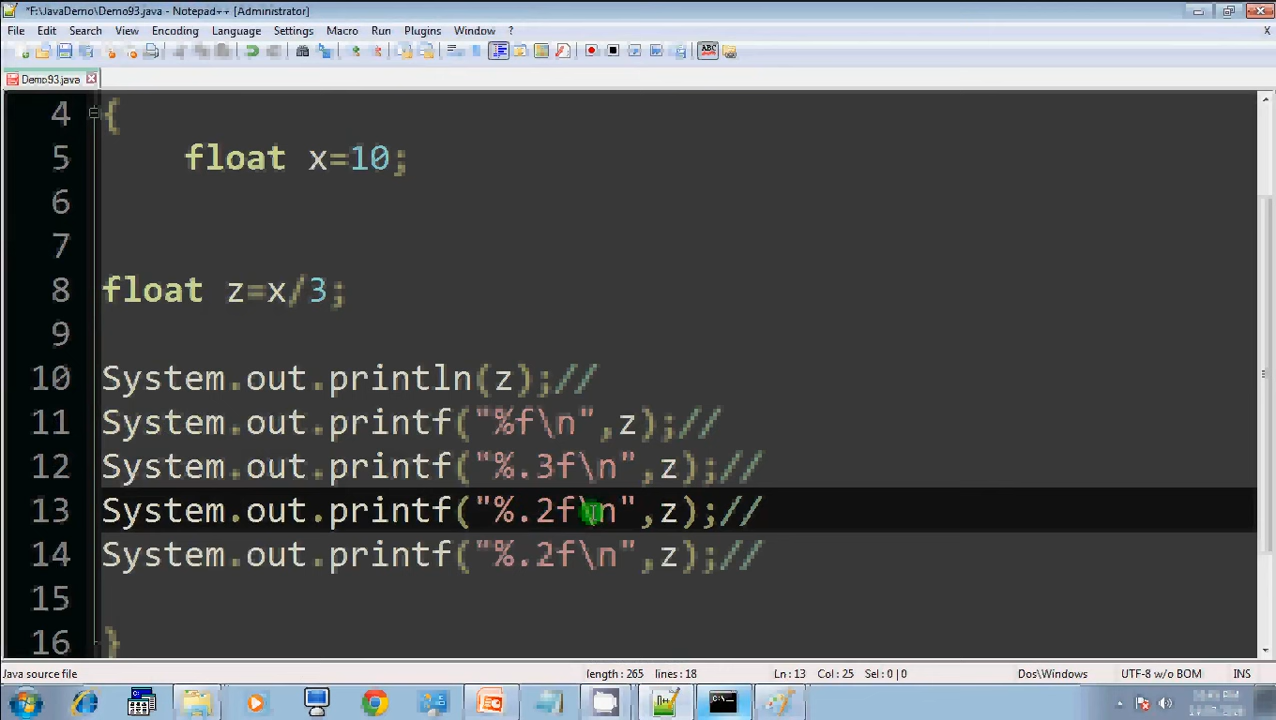 *F:\JavaDemo\Demo93.java - Notepad++ [Administrator]
File Edit Search View Encoding Language Settings Macro Run Plugins Window ? X
ABC
Demo93.java
4 {
5 float x=10;
6
7
8 float z=x/3;
9
10 System.out.println(z);//
11 System.out.printf("%f\n",z);//
12 System.out.printf("%.3f\n",z);//
13 System.out.printf("%.2f\n",z);//
14 System.out.printf("%.2f\n",z);//
15
16 }
Java source file length: 265 lines: 18 Ln: 13 Col: 25 Sel: 0 | 0 Dos\Windows UTF-8 w/o BOM INS